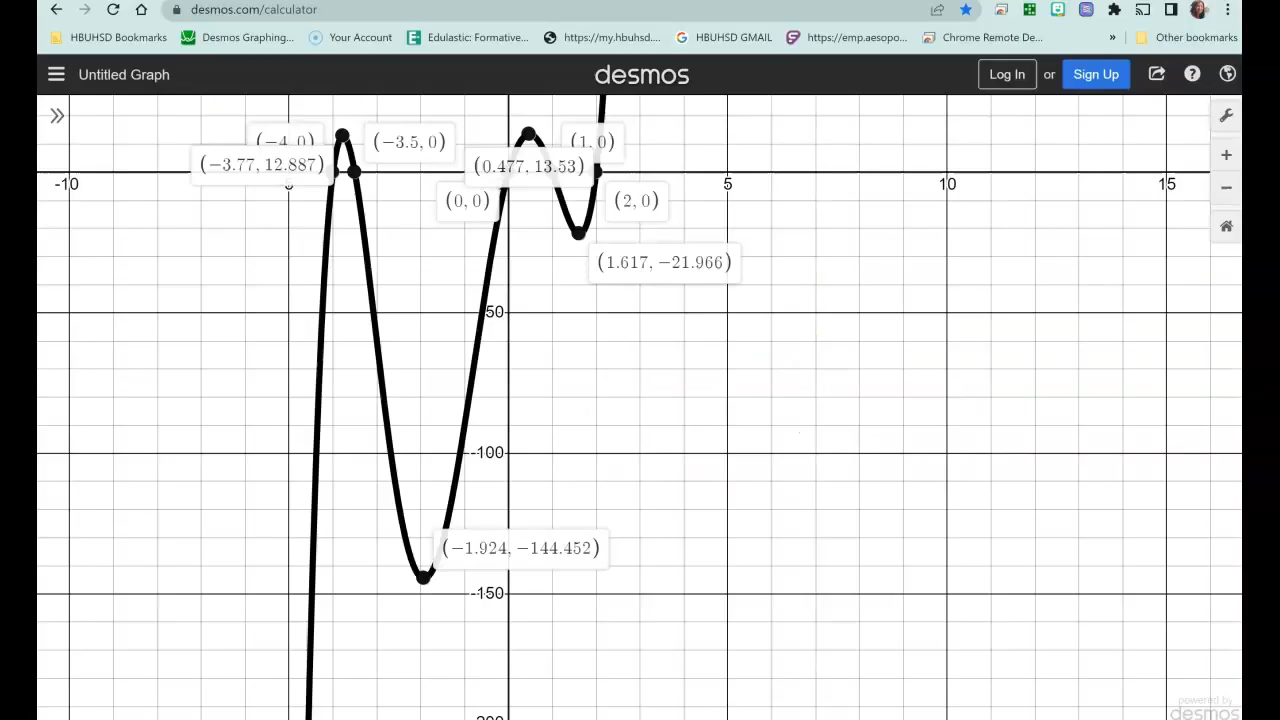 desmos.com/calculator
HBUHSD Bookmarks
Desmos Graphing...
Your Account
Edulastic: Formative...
https://my.hbuhsd....
HBUHSD GMAIL
https://emp.aesopo...
Chrome Remote De...
»
Other bookmarks
Untitled Graph
desmos
Log In
or
Sign Up
(−4, 0)
(−3.5, 0)
(1, 0)
(−3.77, 12.887)
(0.477, 13.53)
-10
5
15
10
(0, 0)
(2, 0)
(1.617, −21.966)
-100
(−1.924, −144.452)
-150
powered by
desmos